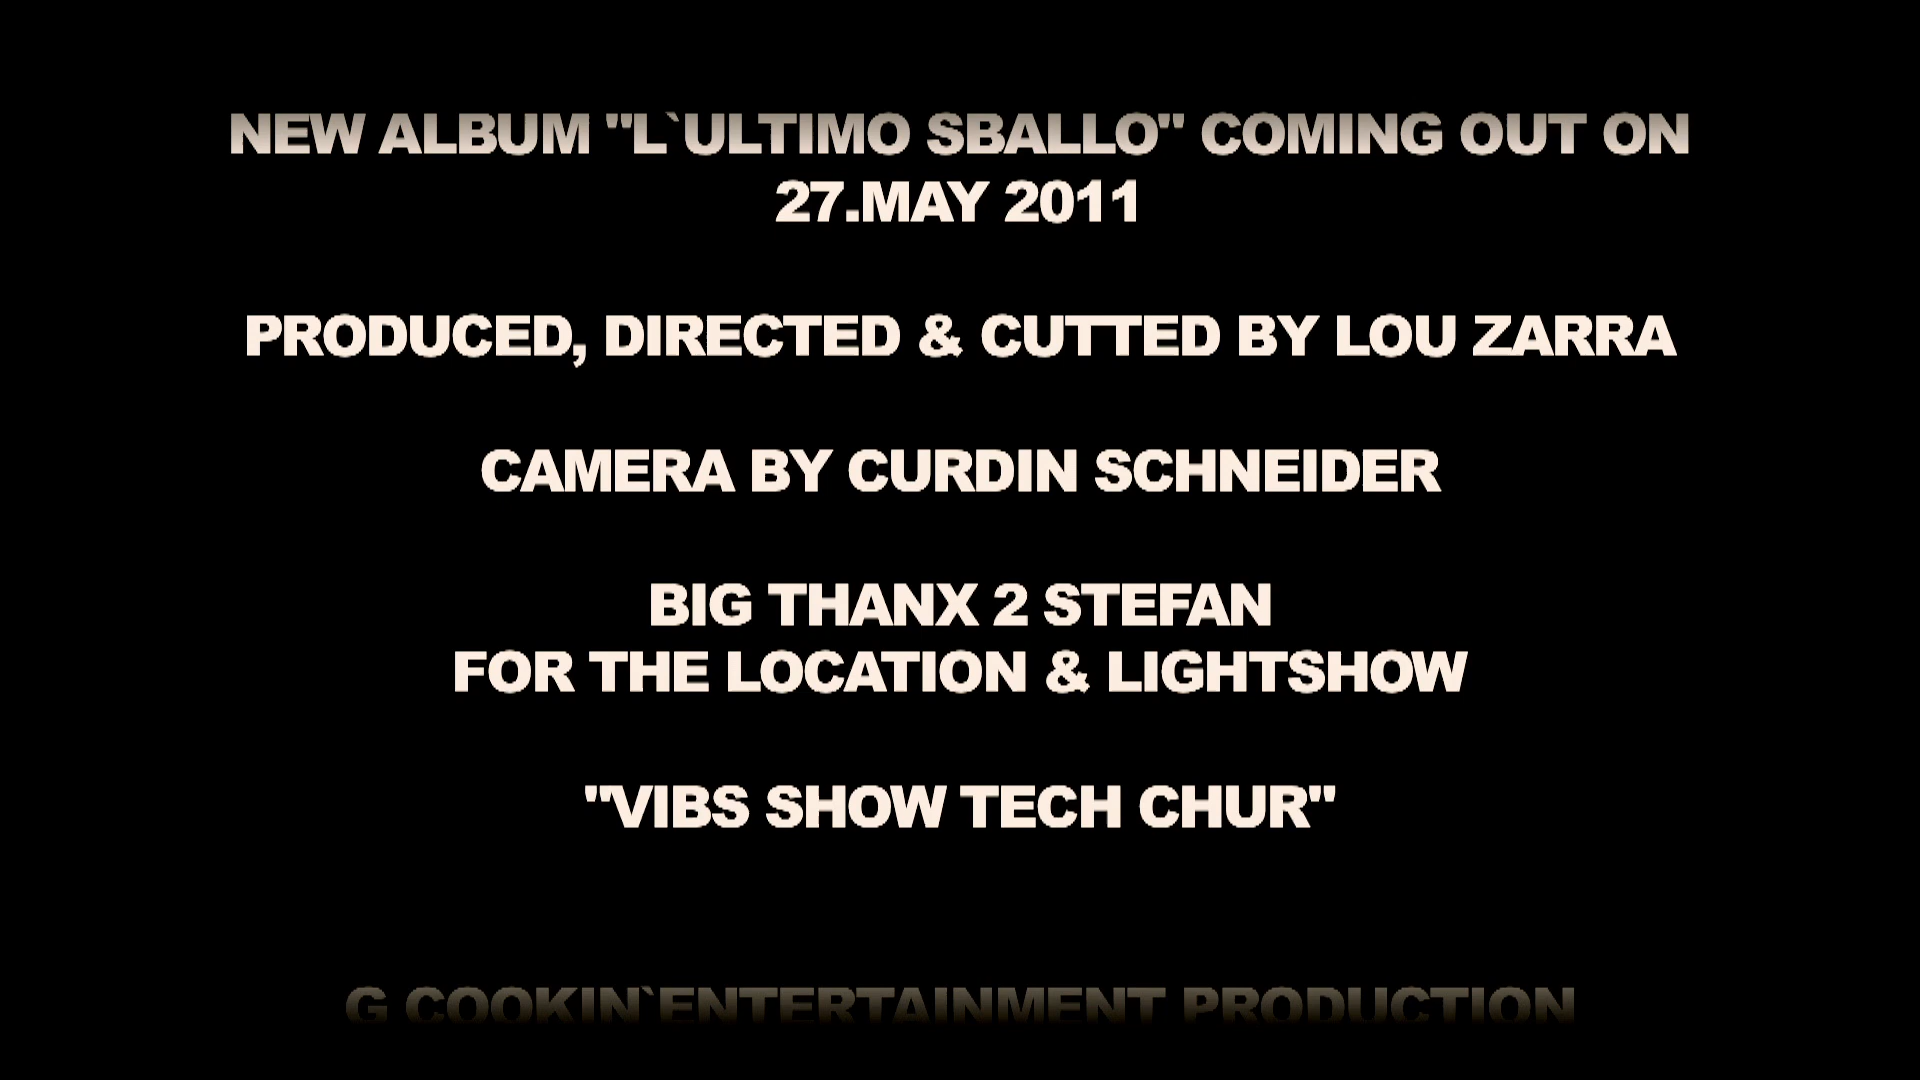 NEW ALBUM "L`ULTIMO SBALLO" COMING OUT ON
27.MAY 2011
PRODUCED, DIRECTED & CUTTED BY LOU ZARRA
CAMERA BY CURDIN SCHNEIDER
BIG THANX 2 STEFAN
FOR THE LOCATION & LIGHTSHOW
"VIBS SHOW TECH CHUR"
G COOKIN`ENTERTAINMENT PRODUCTION